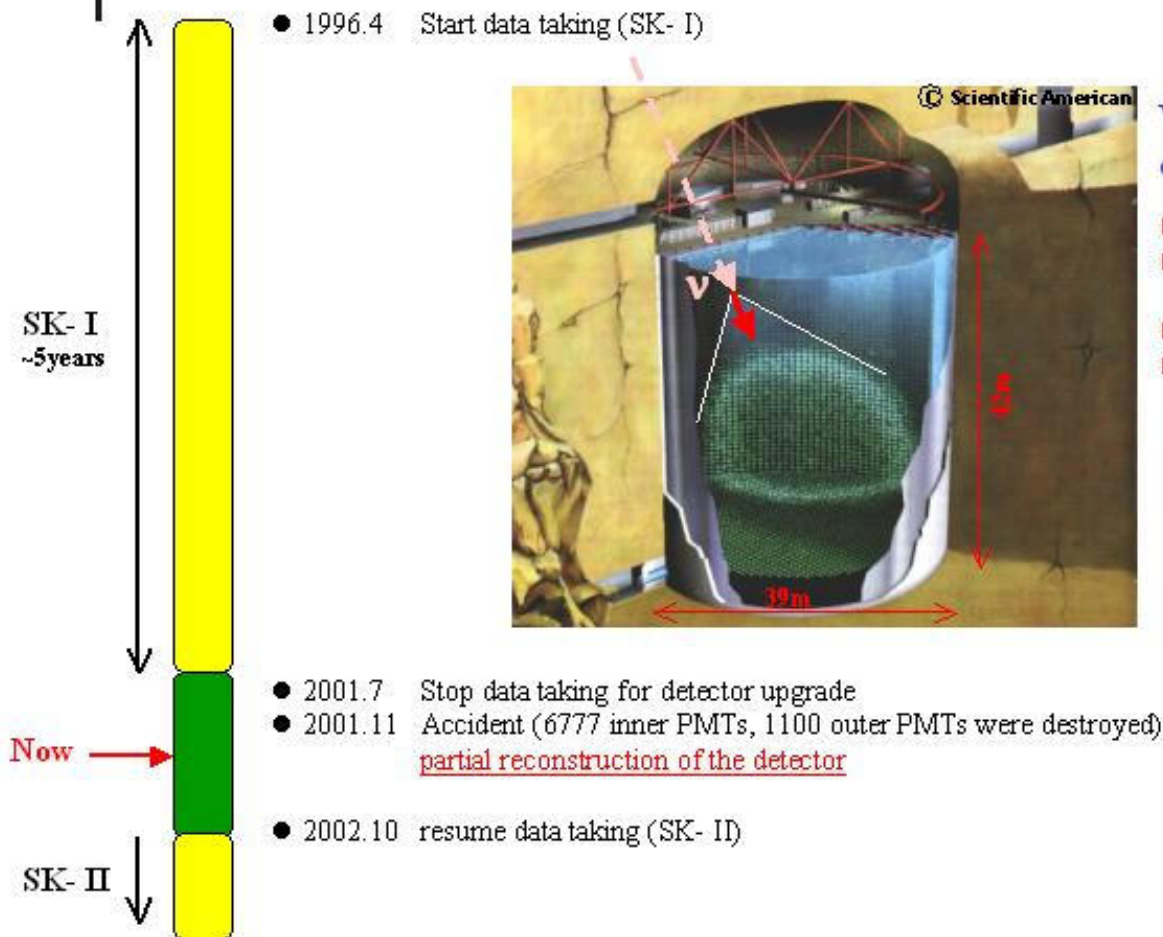 ● 1996.4 Start data taking (SK- I)
© Scientific American
SK- I
~5years
ν
42m
39m
● 2001.7 Stop data taking for detector upgrade
● 2001.11 Accident (6777 inner PMTs, 1100 outer PMTs were destroyed)
Now
partial reconstruction of the detector
● 2002.10 resume data taking (SK- II)
SK- II